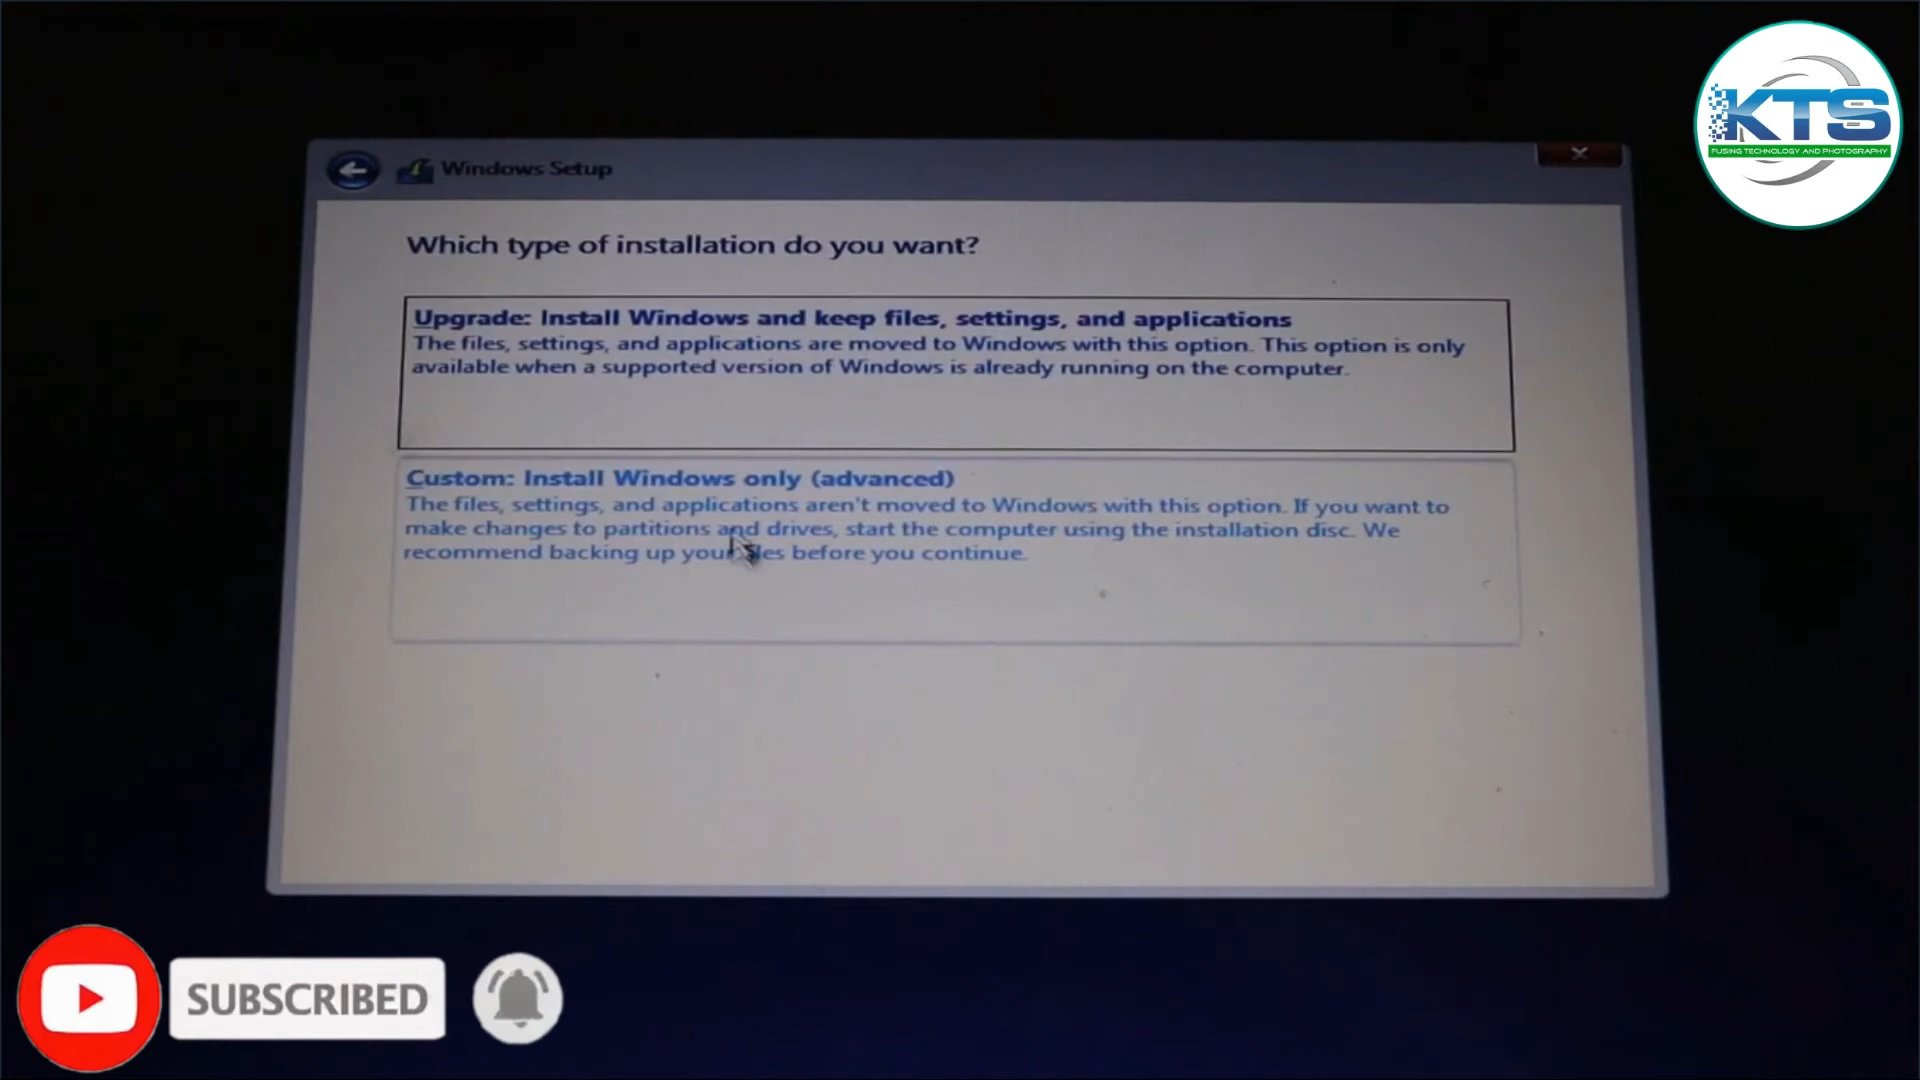 KTS
FUSING TECHNOLOGY AND PHOTOGRAPHY
Windows Setup
Which type of installation do you want?
Upgrade: Install Windows and keep files, settings, and applications
The files, settings, and applications are moved to Windows with this option. This option is only
available when a supported version of Windows is already running on the computer.
Custom: Install Windows only (advanced)
The files, settings, and applications aren't moved to Windows with this option. If you want to
make changes to partitions and drives, start the computer using the installation disc. We
recommend backing up your files before you continue.
SUBSCRIBED